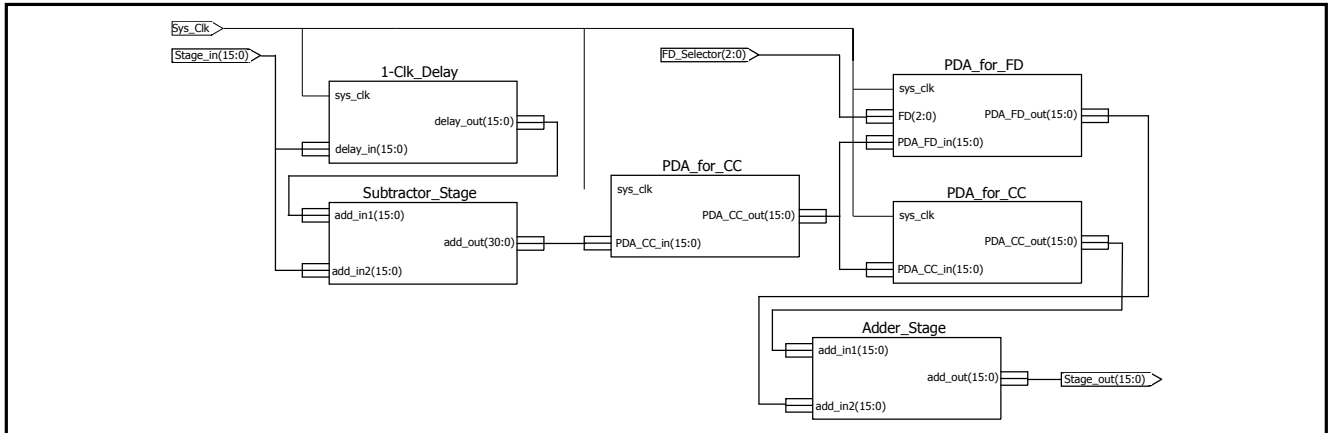 Sys_Clk
Stage_in(15:0)
FD_Selector(2:0)
1-Clk_Delay
sys_clk
delay_out(15:0)
delay_in(15:0)
Subtractor_Stage
add_in1(15:0)
add_out(30:0)
add_in2(15:0)
PDA_for_CC
sys_clk
PDA_CC_out(15:0)
PDA_CC_in(15:0)
PDA_for_FD
sys_clk
FD(2:0)
PDA_FD_out(15:0)
PDA_FD_in(15:0)
PDA_for_CC
sys_clk
PDA_CC_out(15:0)
PDA_CC_in(15:0)
Adder_Stage
add_in1(15:0)
add_out(15:0)
add_in2(15:0)
Stage_out(15:0)